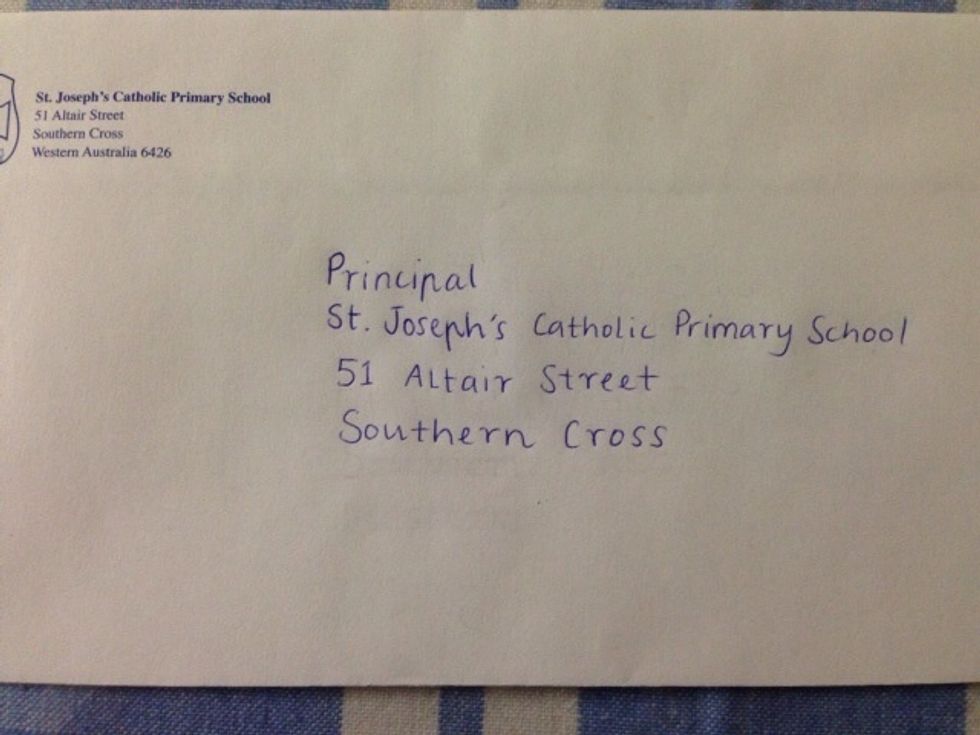 St. Joseph's Catholic Primary School
51 Altair Street
Southern Cross
Western Australia 6426
Principal
St. Joseph's Catholic Primary School
51 Altair Street
Southern Cross